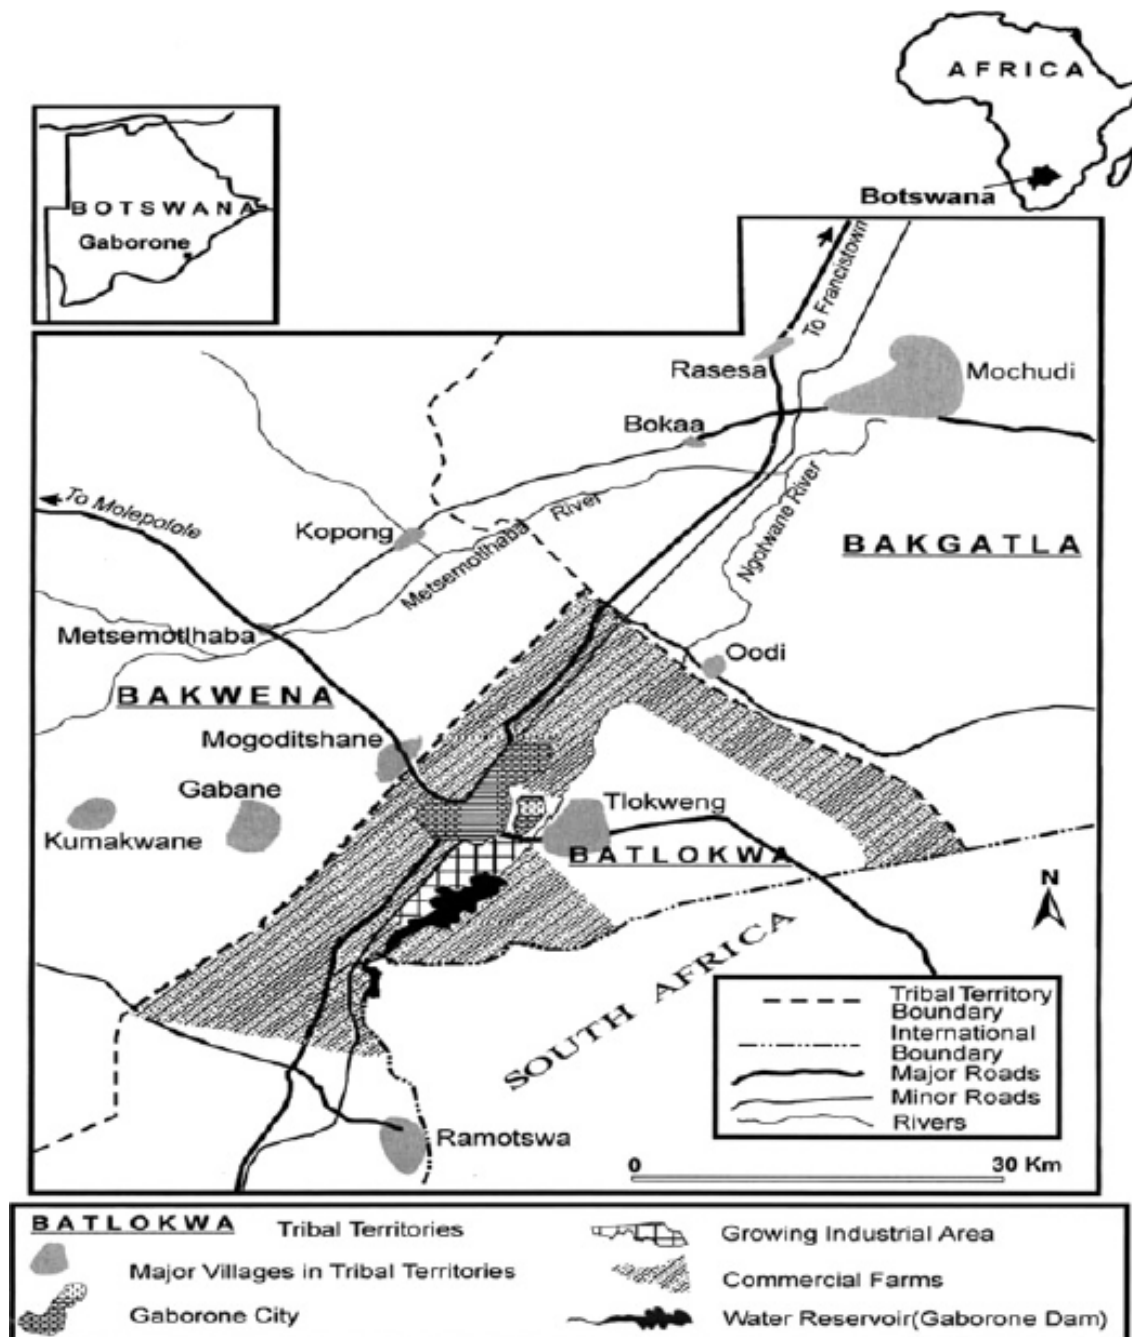 AFRICA
Botswana
BOTSWANA
Gaborone
To Francistown
Rasesa
Mochudi
Bokaa
To Molepolole
Kopong
Metsemotlhaba River
Ngotwane River
BAKGATLA
Metsemotlhaba
Oodi
BAKWENA
Mogoditshane
Gabane
Tlokweng
Kumakwane
BATLOKWA
N
SOUTH AFRICA
Tribal Territory
Boundary
International
Boundary
Major Roads
Minor Roads
Rivers
Ramotswa
0 30 Km
BATLOKWA Tribal Territories
Growing Industrial Area
Major Villages in Tribal Territories
Commercial Farms
Gaborone City
Water Reservoir(Gaborone Dam)